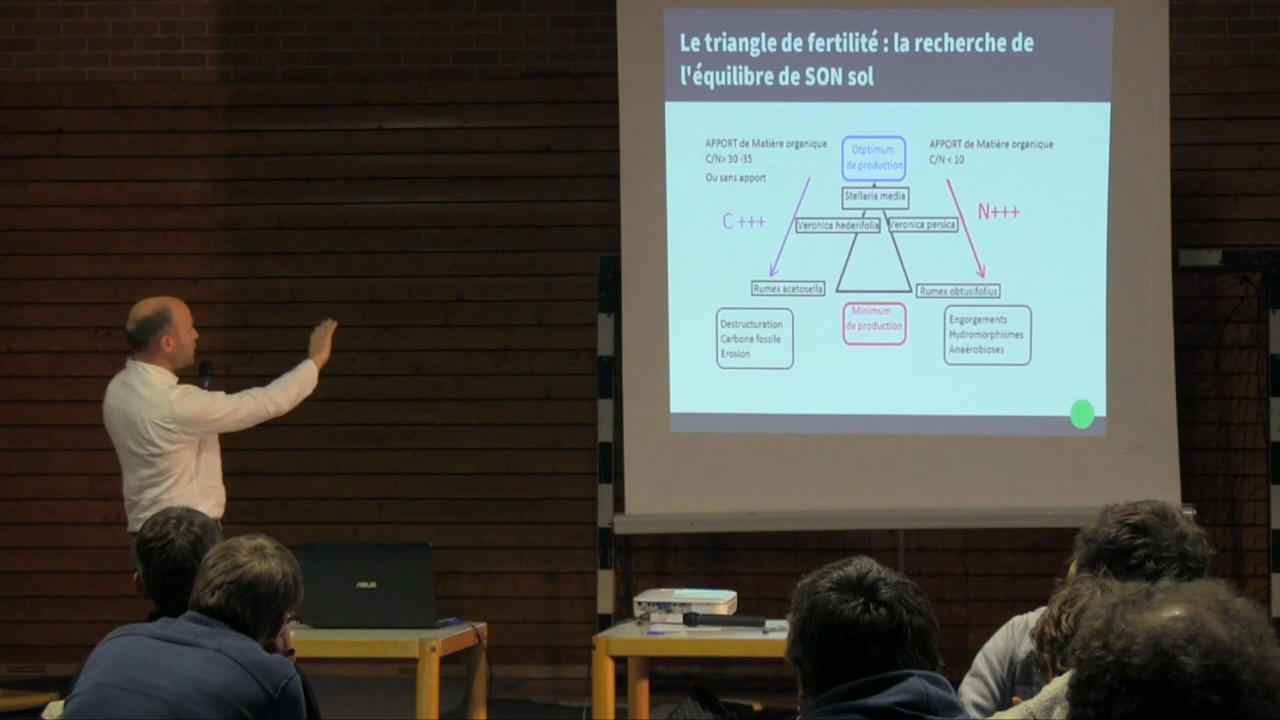 Le triangle de fertilité : la recherche de
l'équilibre de SON sol
APPORT de Matière organique
C/N> 30 -35
Ou sans apport
Otptimum
de production
APPORT de Matière organique
C/N < 10
Stellaria media
C +++
Veronica hederifolia
Veronica persica
N+++
Rumex acetosella
Rumex obtusifolius
Destructuration
Carbone fossile
Erosion
Minimum
de production
Engorgements
Hydromorphismes
Anaérobioses
ASUS